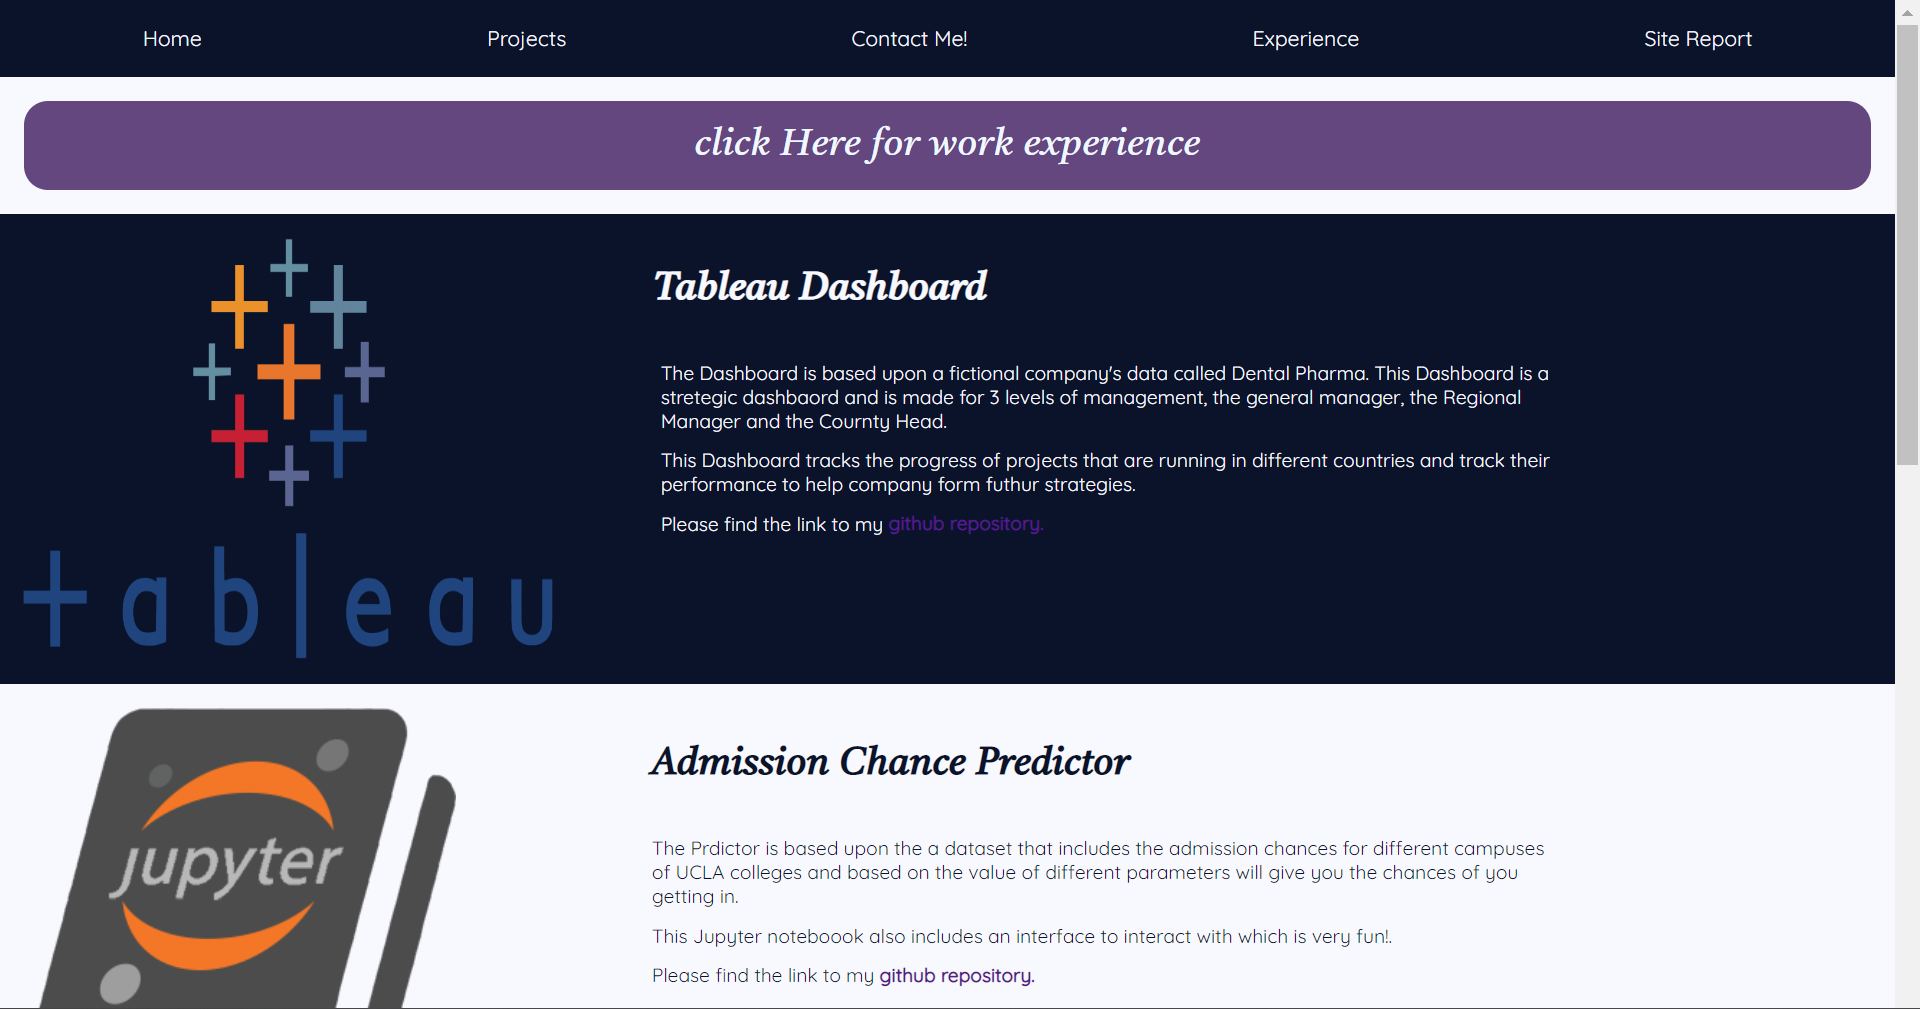 Home Projects Contact Me! Experience Site Report
click Here for work experience
Tableau Dashboard
The Dashboard is based upon a fictional company's data called Dental Pharma. This Dashboard is a
stretegic dashbaord and is made for 3 levels of management, the general manager, the Regional
Manager and the Cournty Head.
This Dashboard tracks the progress of projects that are running in different countries and track their
performance to help company form futhur strategies.
Please find the link to my github repository.
tableau
Admission Chance Predictor
The Prdictor is based upon the a dataset that includes the admission chances for different campuses
of UCLA colleges and based on the value of different parameters will give you the chances of you
getting in.
This Jupyter noteboook also includes an interface to interact with which is very fun!.
Please find the link to my github repository.
jupyter